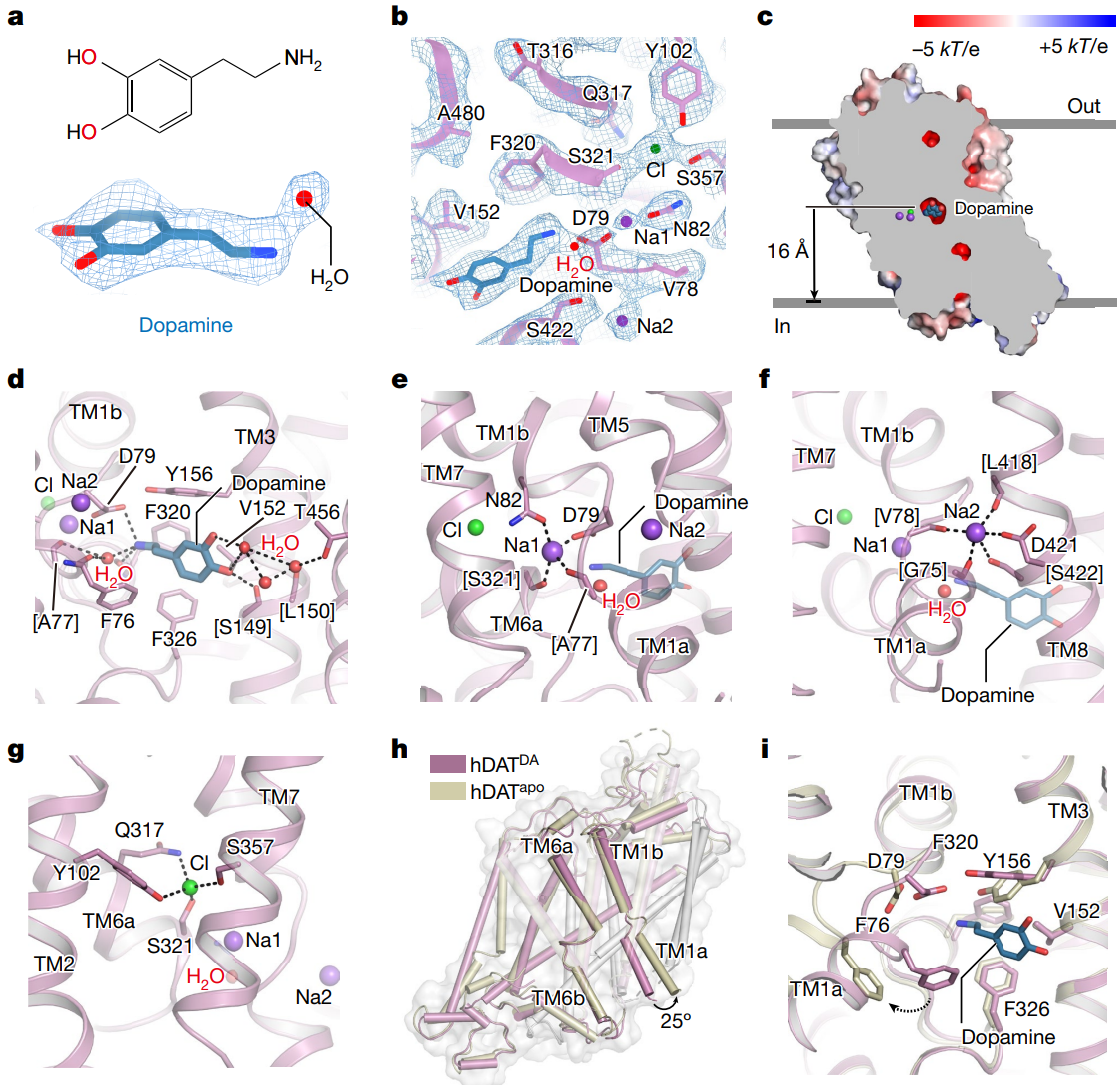 a
HO
HO
NH2
H2O
Dopamine
b
T316
Y102
Q317
A480
F320
S321
Cl
S357
V152
D79
N82
Na1
H2O
Dopamine
V78
S422
Na2
c
–5 kT/e
+5 kT/e
Out
Dopamine
16 Å
In
d
TM1b
TM3
D79
Cl
Na2
Y156
Dopamine
Na1
F320
V152
T456
H2O
H2O
[A77]
F76
F326
[S149]
[L150]
e
TM1b
TM5
TM7
N82
D79
Dopamine
Cl
Na1
Na2
[S321]
H2O
TM6a
[A77]
TM1a
f
TM1b
TM7
[L418]
Cl
[V78]
Na2
Na1
D421
[G75]
[S422]
H2O
TM1a
TM8
Dopamine
g
TM7
Q317
Cl
S357
Y102
TM6a
S321
Na1
TM2
H2O
Na2
h
hDATDA
hDATapo
TM6a
TM1b
TM1a
TM6b
25º
i
TM1b
TM3
F320
D79
Y156
F76
V152
TM1a
F326
Dopamine